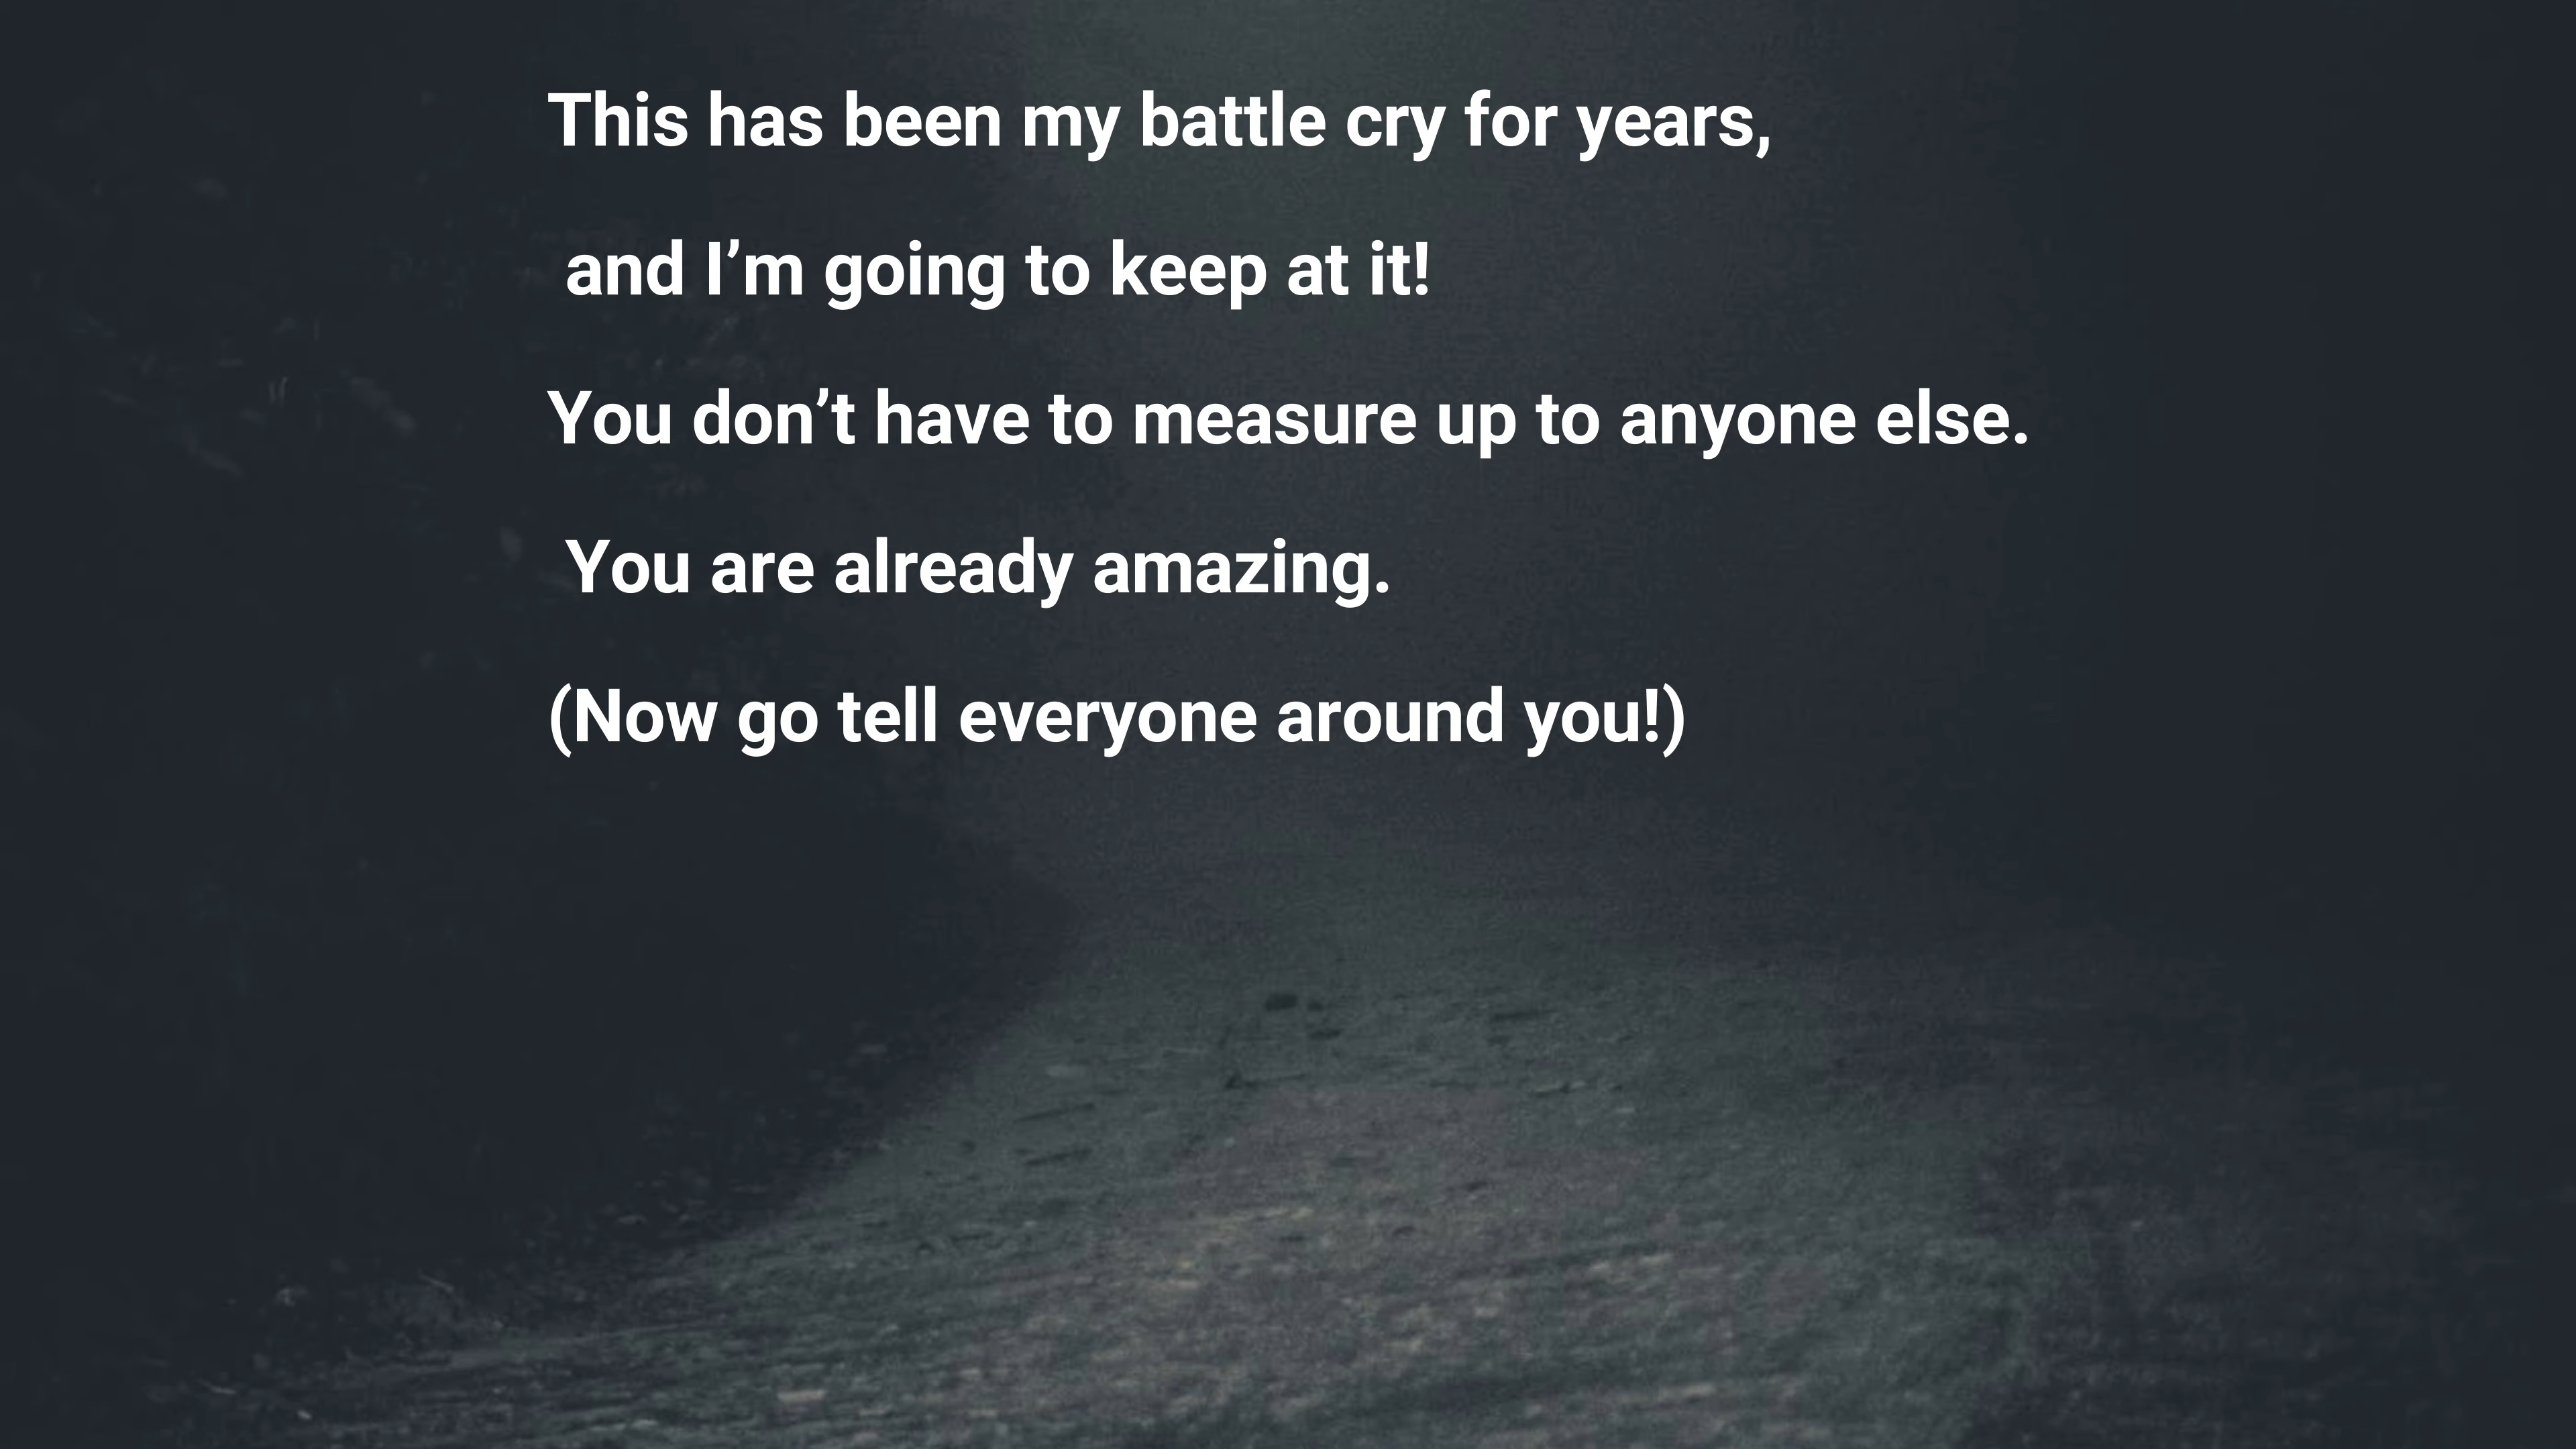 This has been my battle cry for years,
and I’m going to keep at it!
You don’t have to measure up to anyone else.
You are already amazing.
(Now go tell everyone around you!)